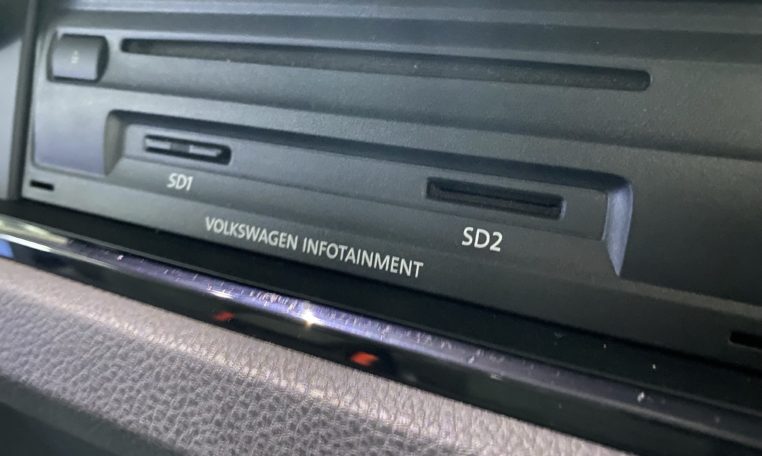 SD1
SD2
VOLKSWAGEN INFOTAINMENT